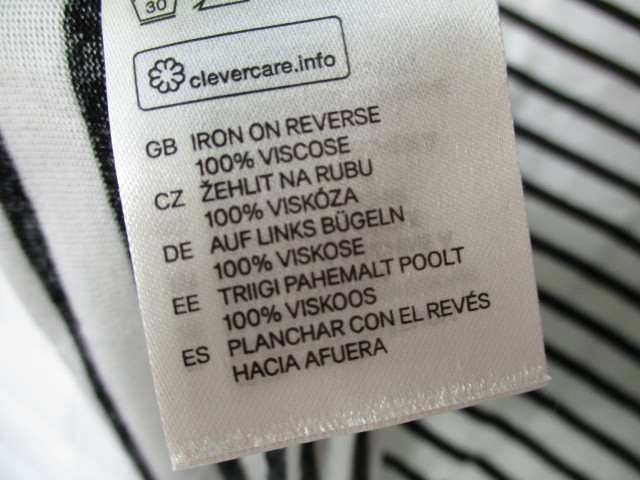 30
clevercare.info
GB IRON ON REVERSE
100% VISCOSE
CZ ŽEHLIT NA RUBU
100% VISKÓZA
DE AUF LINKS BÜGELN
100% VISKOSE
EE TRIIGI PAHEMALT POOLT
100% VISKOOS
ES PLANCHAR CON EL REVÉS
HACIA AFUERA